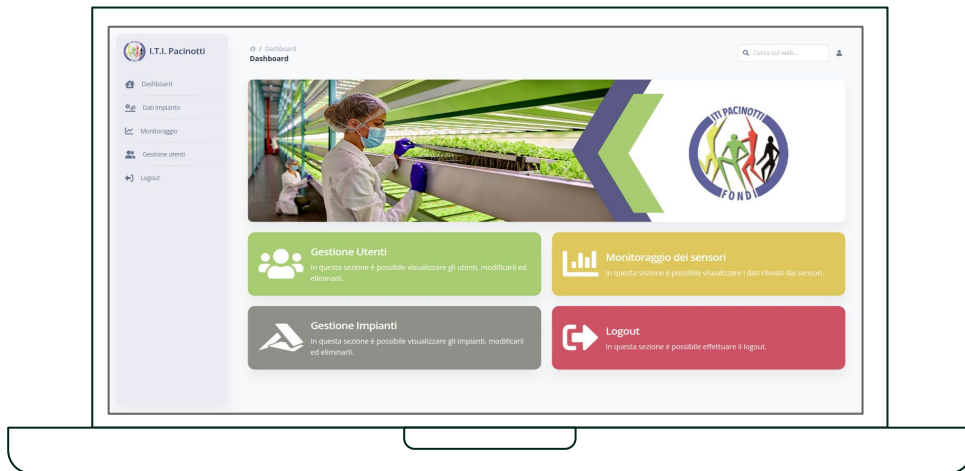 I.T.I. Pacinotti
Dashboard
Dati impianto
Monitoraggio
Gestione utenti
Logout
/ Dashboard
Dashboard
Cerca sul web...
ITI PACINOTTI
FONDI
Gestione Utenti
In questa sezione è possibile visualizzare gli utenti, modificarli ed
eliminarli.
Monitoraggio dei sensori
In questa sezione è possibile visualizzare i dati rilevati dai sensori.
Gestione Impianti
In questa sezione è possibile visualizzare gli impianti, modificarli
ed eliminarli.
Logout
In questa sezione è possibile effettuare il logout.